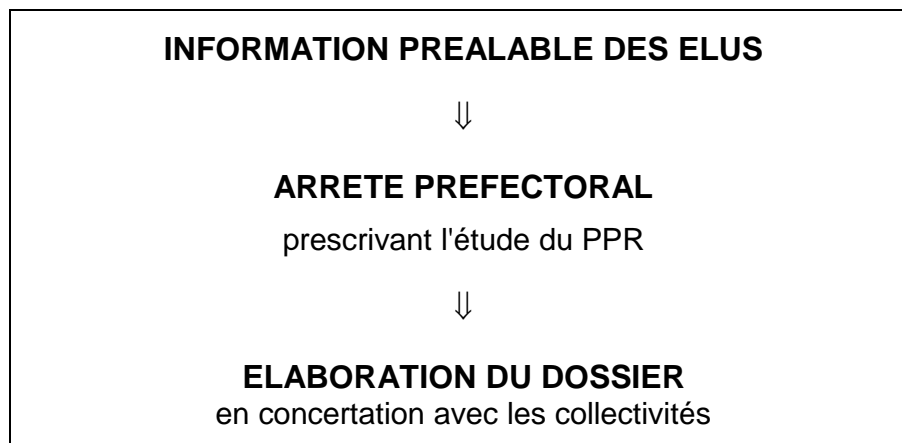 INFORMATION PREALABLE DES ELUS
⇓
ARRETE PREFECTORAL
prescrivant l'étude du PPR
⇓
ELABORATION DU DOSSIER
en concertation avec les collectivités